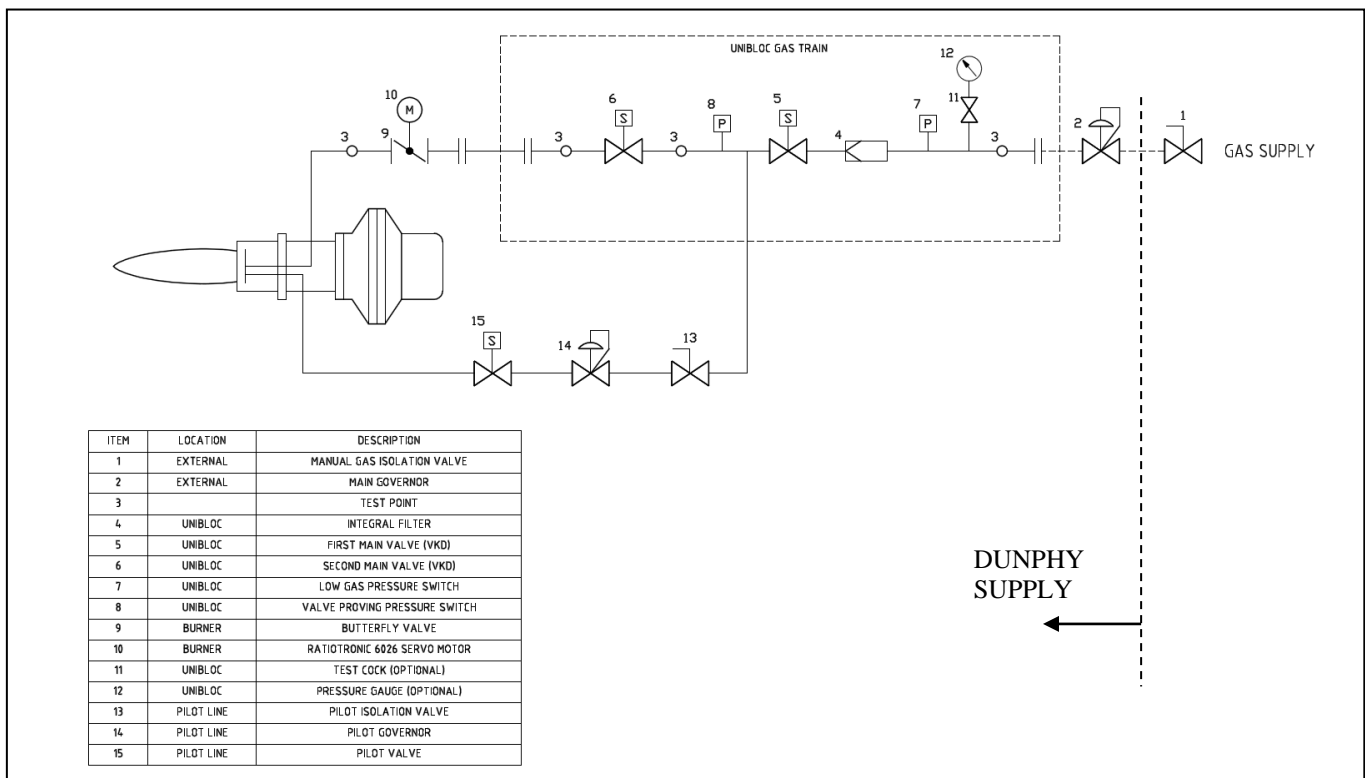 UNIBLOC GAS TRAIN
12
10
6
8
5
7
11
2
1
M
S
P
S
P
3
9
3
3
4
3
GAS SUPPLY
15
14
13
S
ITEM LOCATION DESCRIPTION
1 EXTERNAL MANUAL GAS ISOLATION VALVE
2 EXTERNAL MAIN GOVERNOR
3 TEST POINT
4 UNIBLOC INTEGRAL FILTER
5 UNIBLOC FIRST MAIN VALVE (VKD)
6 UNIBLOC SECOND MAIN VALVE (VKD)
7 UNIBLOC LOW GAS PRESSURE SWITCH
8 UNIBLOC VALVE PROVING PRESSURE SWITCH
9 BURNER BUTTERFLY VALVE
10 BURNER RATIOTRONIC 6026 SERVO MOTOR
11 UNIBLOC TEST COCK (OPTIONAL)
12 UNIBLOC PRESSURE GAUGE (OPTIONAL)
13 PILOT LINE PILOT ISOLATION VALVE
14 PILOT LINE PILOT GOVERNOR
15 PILOT LINE PILOT VALVE
DUNPHY
SUPPLY